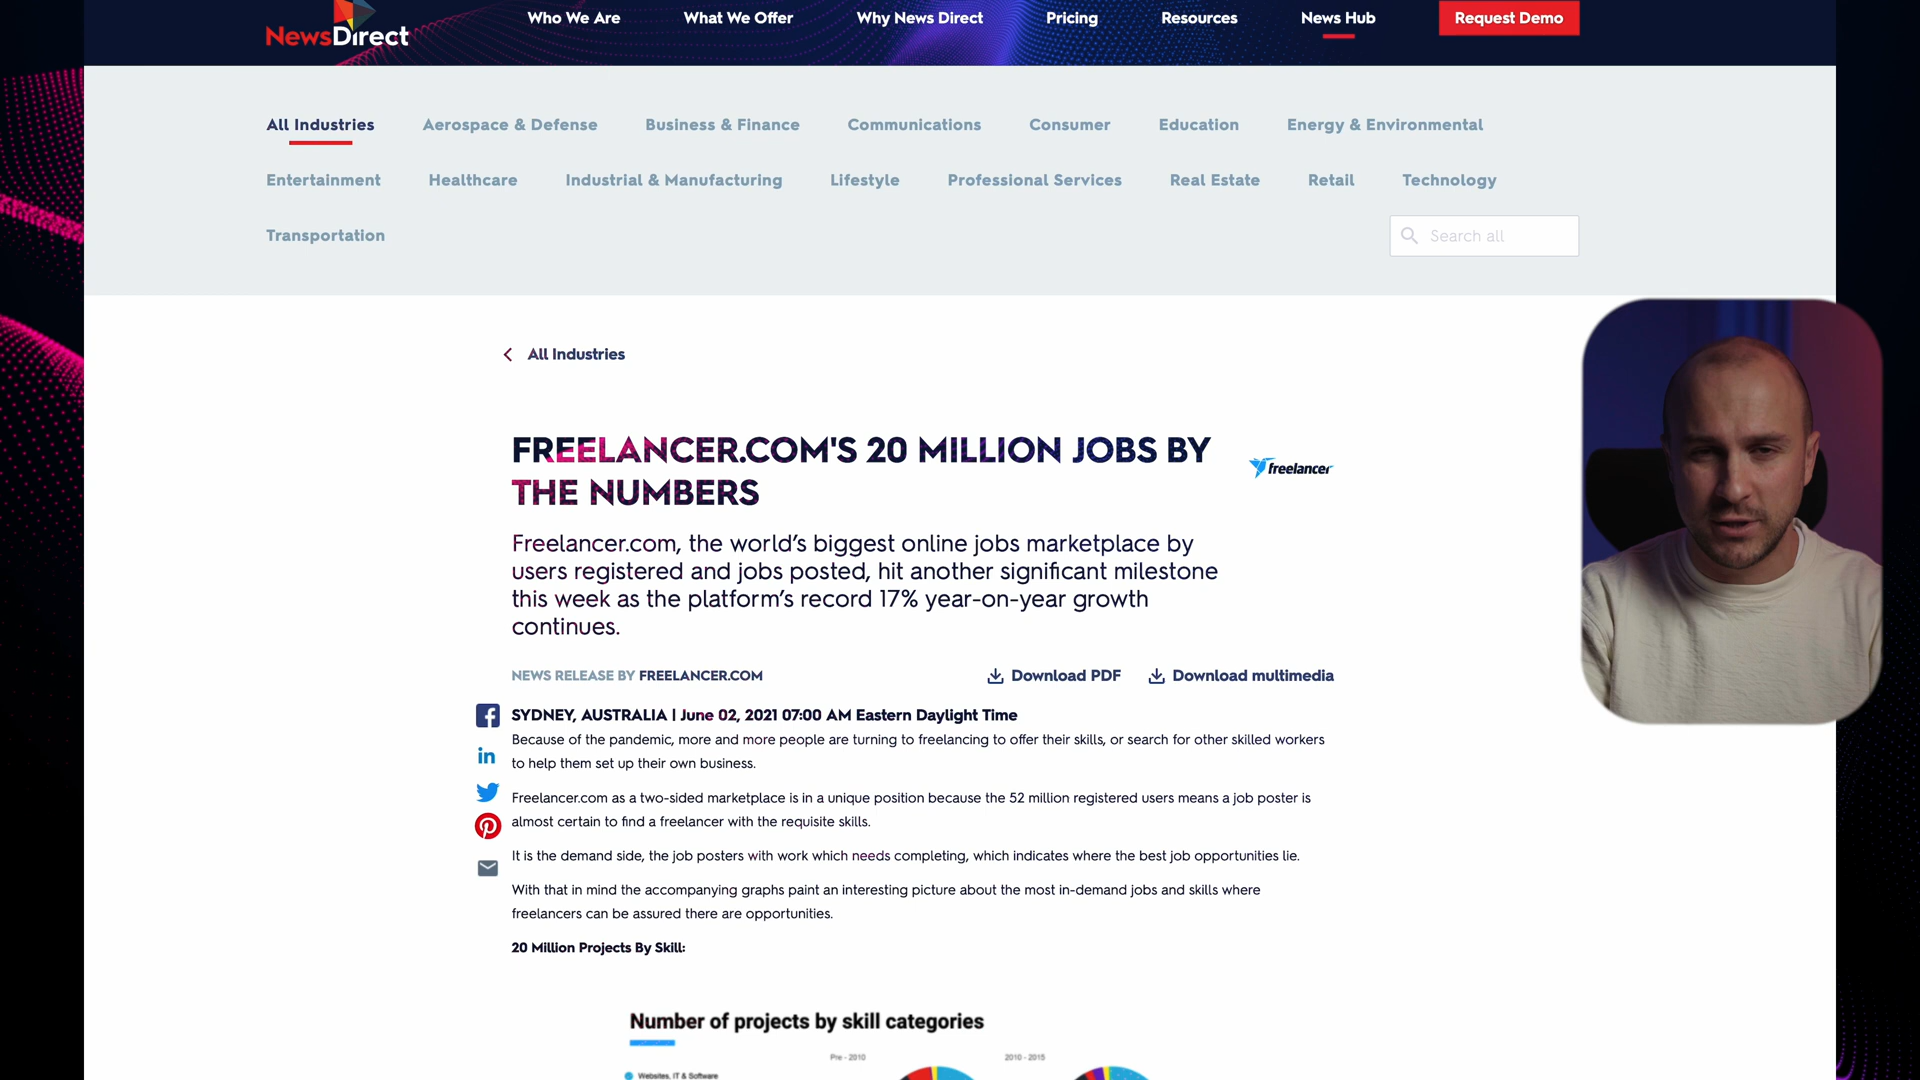 NewsDirect
Who We Are
What We Offer
Why News Direct
Pricing
Resources
News Hub
Request Demo
All Industries
Aerospace & Defense
Business & Finance
Communications
Consumer
Education
Energy & Environmental
Entertainment
Healthcare
Industrial & Manufacturing
Lifestyle
Professional Services
Real Estate
Retail
Technology
Transportation
Search all
All Industries
FREELANCER.COM'S 20 MILLION JOBS BY
THE NUMBERS
freelancer
Freelancer.com, the world's biggest online jobs marketplace by
users registered and jobs posted, hit another significant milestone
this week as the platform's record 17% year-on-year growth
continues.
NEWS RELEASE BY FREELANCER.COM
Download PDF
Download multimedia
SYDNEY, AUSTRALIA | June 02, 2021 07:00 AM Eastern Daylight Time
Because of the pandemic, more and more people are turning to freelancing to offer their skills, or search for other skilled workers
to help them set up their own business.
Freelancer.com as a two-sided marketplace is in a unique position because the 52 million registered users means a job poster is
almost certain to find a freelancer with the requisite skills.
It is the demand side, the job posters with work which needs completing, which indicates where the best job opportunities lie.
With that in mind the accompanying graphs paint an interesting picture about the most in-demand jobs and skills where
freelancers can be assured there are opportunities.
20 Million Projects By Skill:
Number of projects by skill categories
Pre - 2010
2010 - 2015
Websites, IT & Software